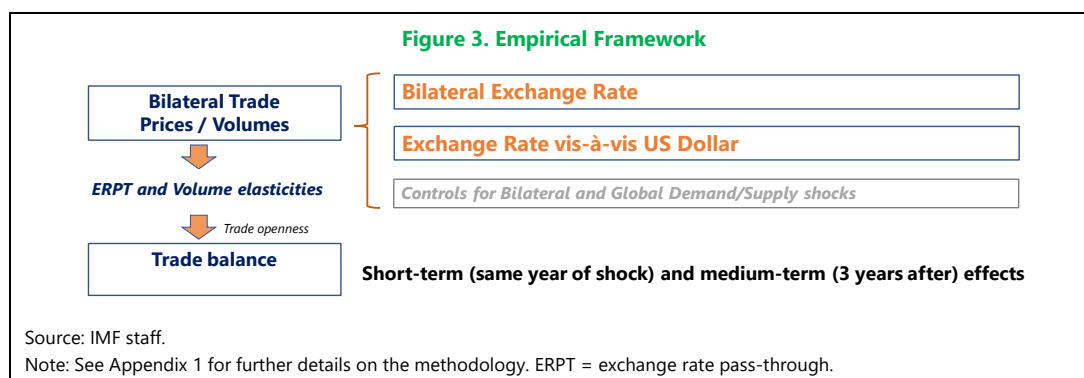 Figure 3. Empirical Framework
Bilateral Trade
Prices / Volumes
Bilateral Exchange Rate
Exchange Rate vis-à-vis US Dollar
ERPT and Volume elasticities
Controls for Bilateral and Global Demand/Supply shocks
Trade openness
Trade balance
Short-term (same year of shock) and medium-term (3 years after) effects
Source: IMF staff.
Note: See Appendix 1 for further details on the methodology. ERPT = exchange rate pass-through.